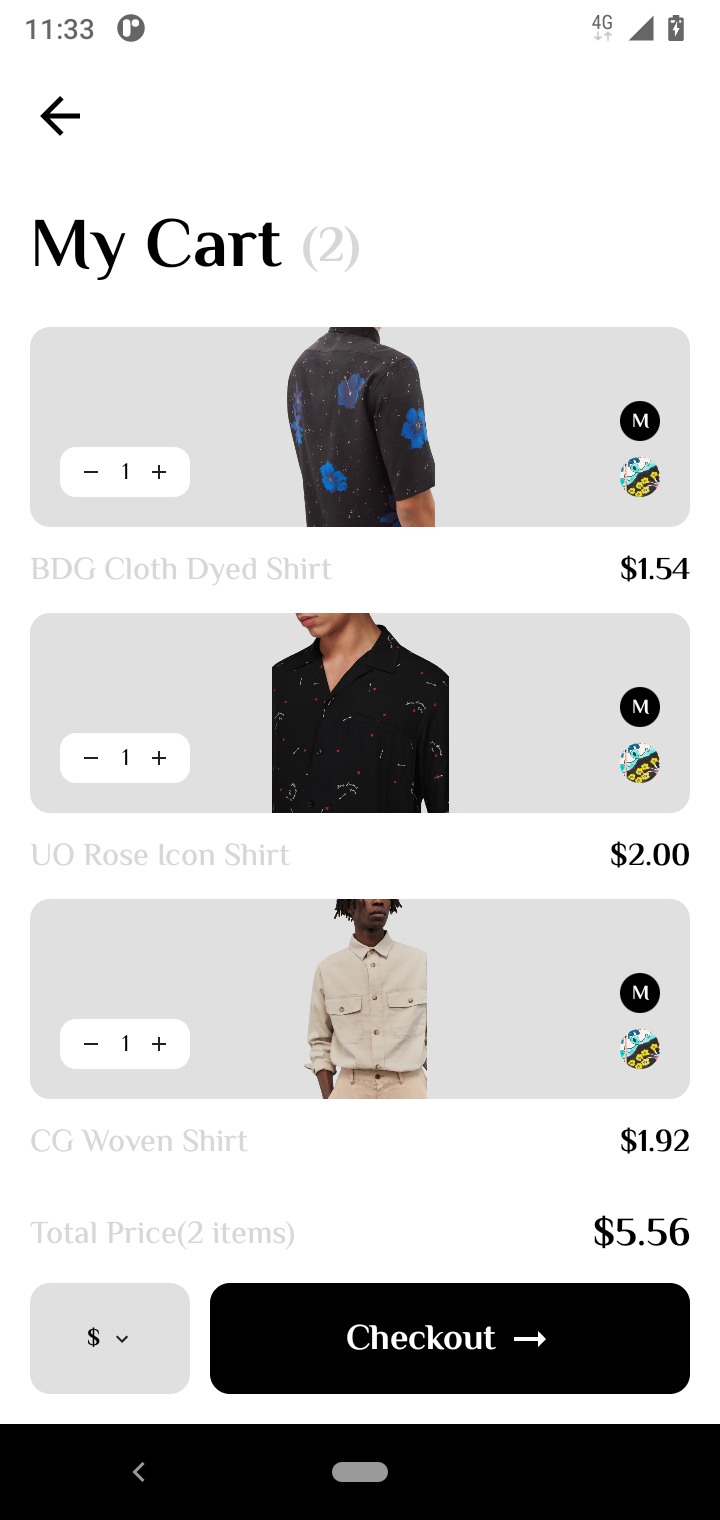 11:33
4G
My Cart (2)
M
− 1 +
BDG Cloth Dyed Shirt $1.54
M
− 1 +
UO Rose Icon Shirt $2.00
M
− 1 +
CG Woven Shirt $1.92
Total Price(2 items) $5.56
$ Checkout →